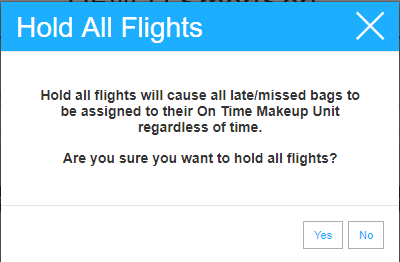 Hold All Flights
Hold all flights will cause all late/missed bags to
be assigned to their On Time Makeup Unit
regardless of time.
Are you sure you want to hold all flights?
Yes
No